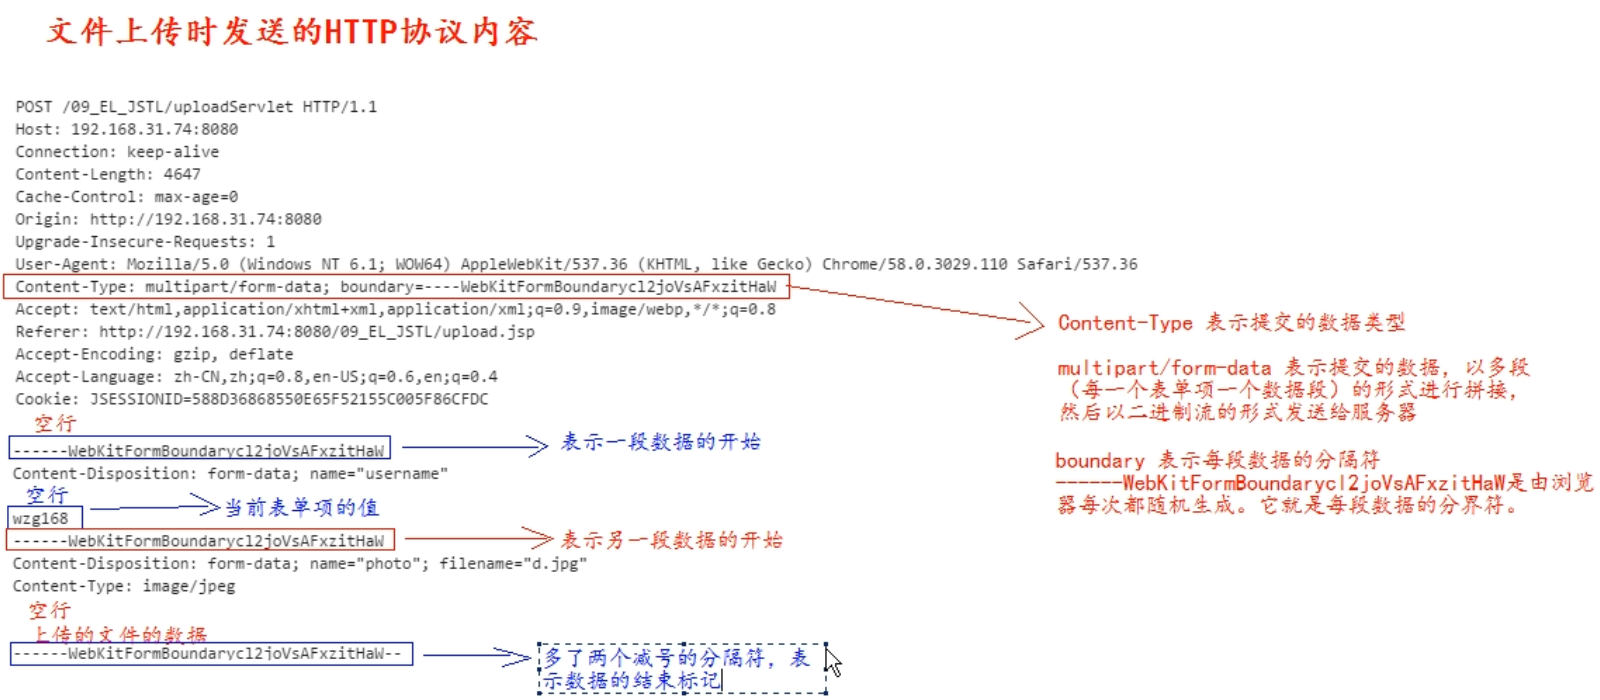 文件上传时发送的HTTP协议内容
POST /09_EL_JSTL/uploadServlet HTTP/1.1
Host: 192.168.31.74:8080
Connection: keep-alive
Content-Length: 4647
Cache-Control: max-age=0
Origin: http://192.168.31.74:8080
Upgrade-Insecure-Requests: 1
User-Agent: Mozilla/5.0 (Windows NT 6.1; WOW64) AppleWebKit/537.36 (KHTML, like Gecko) Chrome/58.0.3029.110 Safari/537.36
Content-Type: multipart/form-data; boundary=----WebKitFormBoundarycl2joVsAFxzitHaW
Accept: text/html,application/xhtml+xml,application/xml;q=0.9,image/webp,*/*;q=0.8
Referer: http://192.168.31.74:8080/09_EL_JSTL/upload.jsp
Accept-Encoding: gzip, deflate
Accept-Language: zh-CN,zh;q=0.8,en-US;q=0.6,en;q=0.4
Cookie: JSESSIONID=588D36868550E65F52155C005F86CFDC
空行
------WebKitFormBoundarycl2joVsAFxzitHaW
表示一段数据的开始
Content-Disposition: form-data; name="username"
空行
wzg168
当前表单项的值
------WebKitFormBoundarycl2joVsAFxzitHaW
表示另一段数据的开始
Content-Disposition: form-data; name="photo"; filename="d.jpg"
Content-Type: image/jpeg
空行
上传的文件的数据
------WebKitFormBoundarycl2joVsAFxzitHaW--
多了两个减号的分隔符，表
示数据的结束标记
Content-Type 表示提交的数据类型
multipart/form-data 表示提交的数据，以多段
（每一个表单项一个数据段）的形式进行拼接，
然后以二进制流的形式发送给服务器
boundary 表示每段数据的分隔符
------WebKitFormBoundarycl2joVsAFxzitHaW是由浏览
器每次都随机生成。它就是每段数据的分界符。